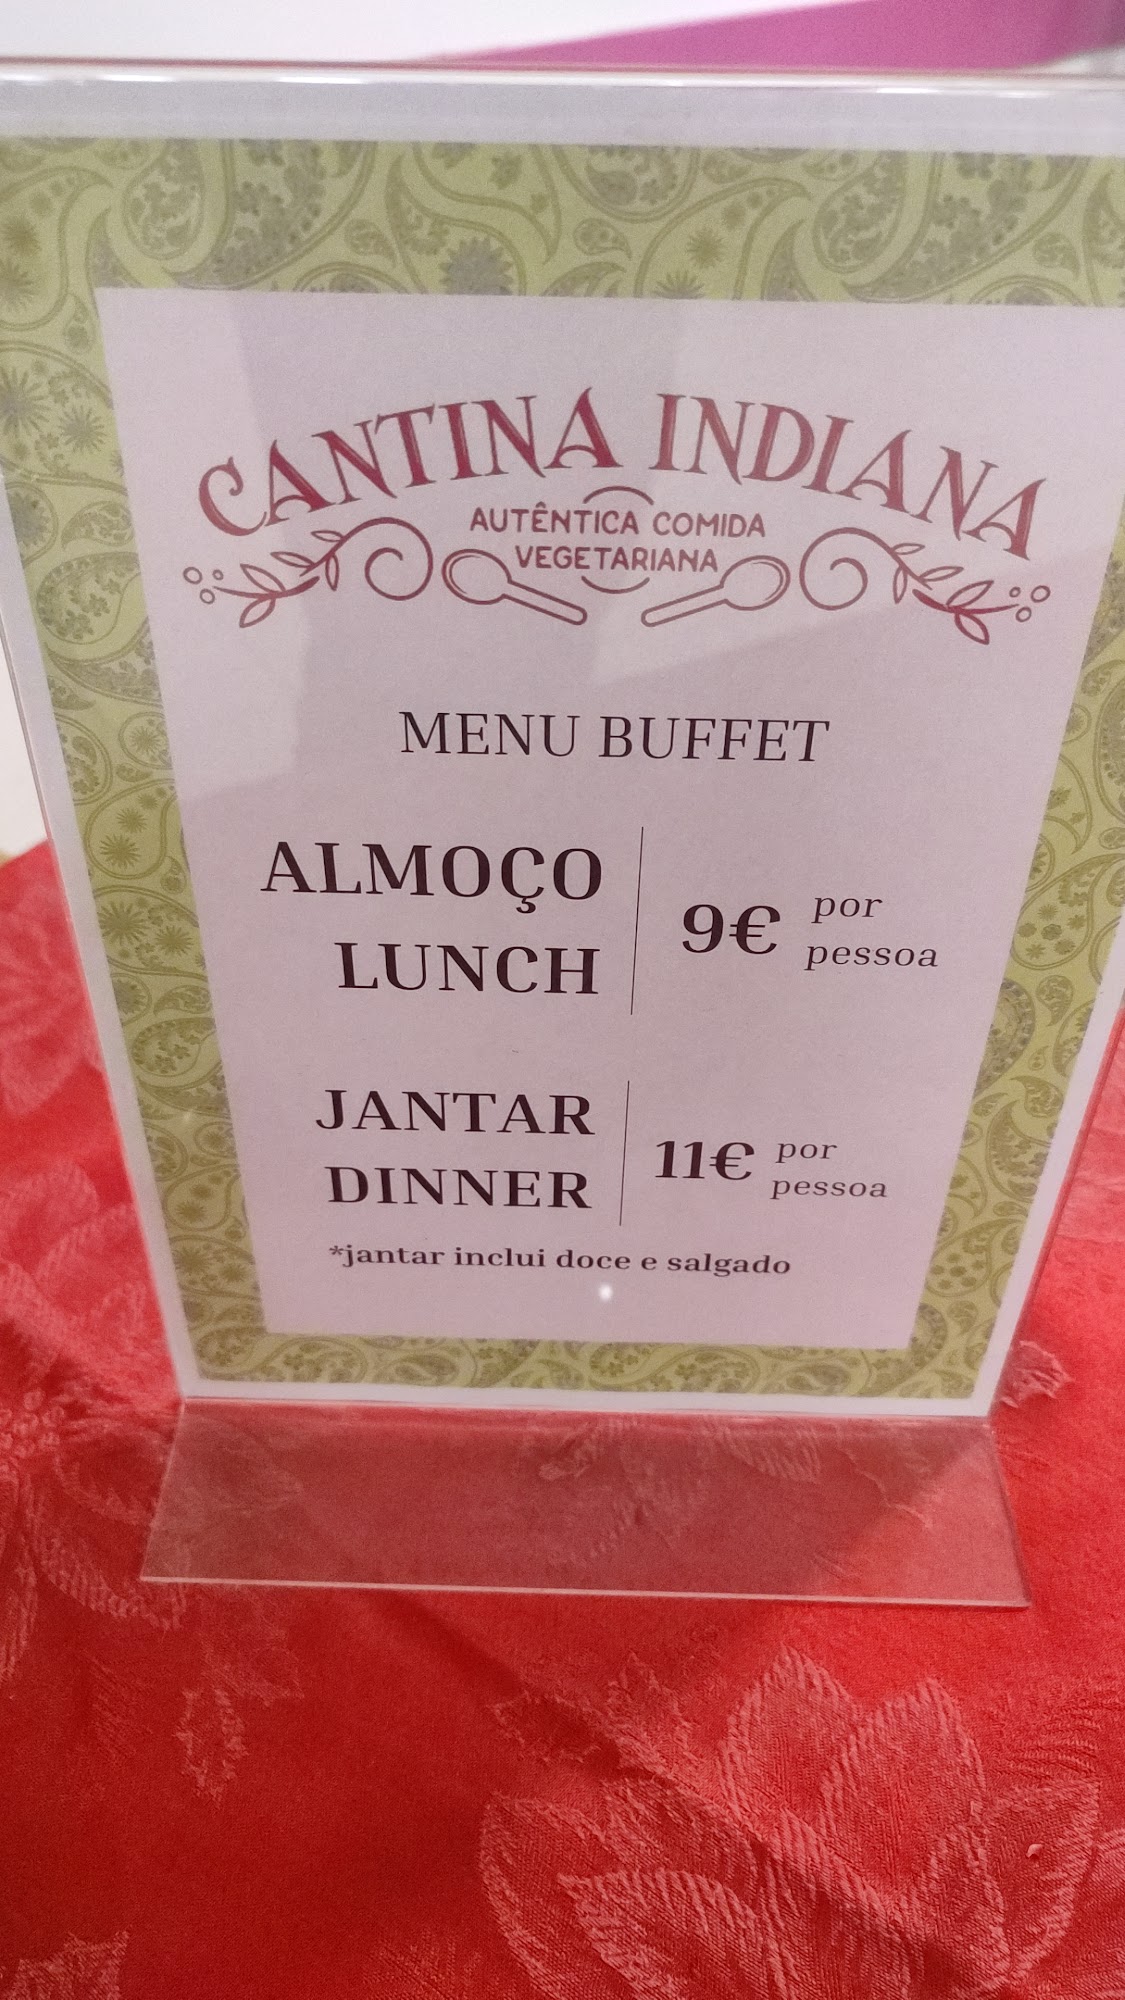 CANTINA INDIANA
AUTÊNTICA COMIDA
VEGETARIANA
MENU BUFFET
ALMOÇO
LUNCH
9€
por
pessoa
JANTAR
DINNER
11€
por
pessoa
*jantar inclui doce e salgado